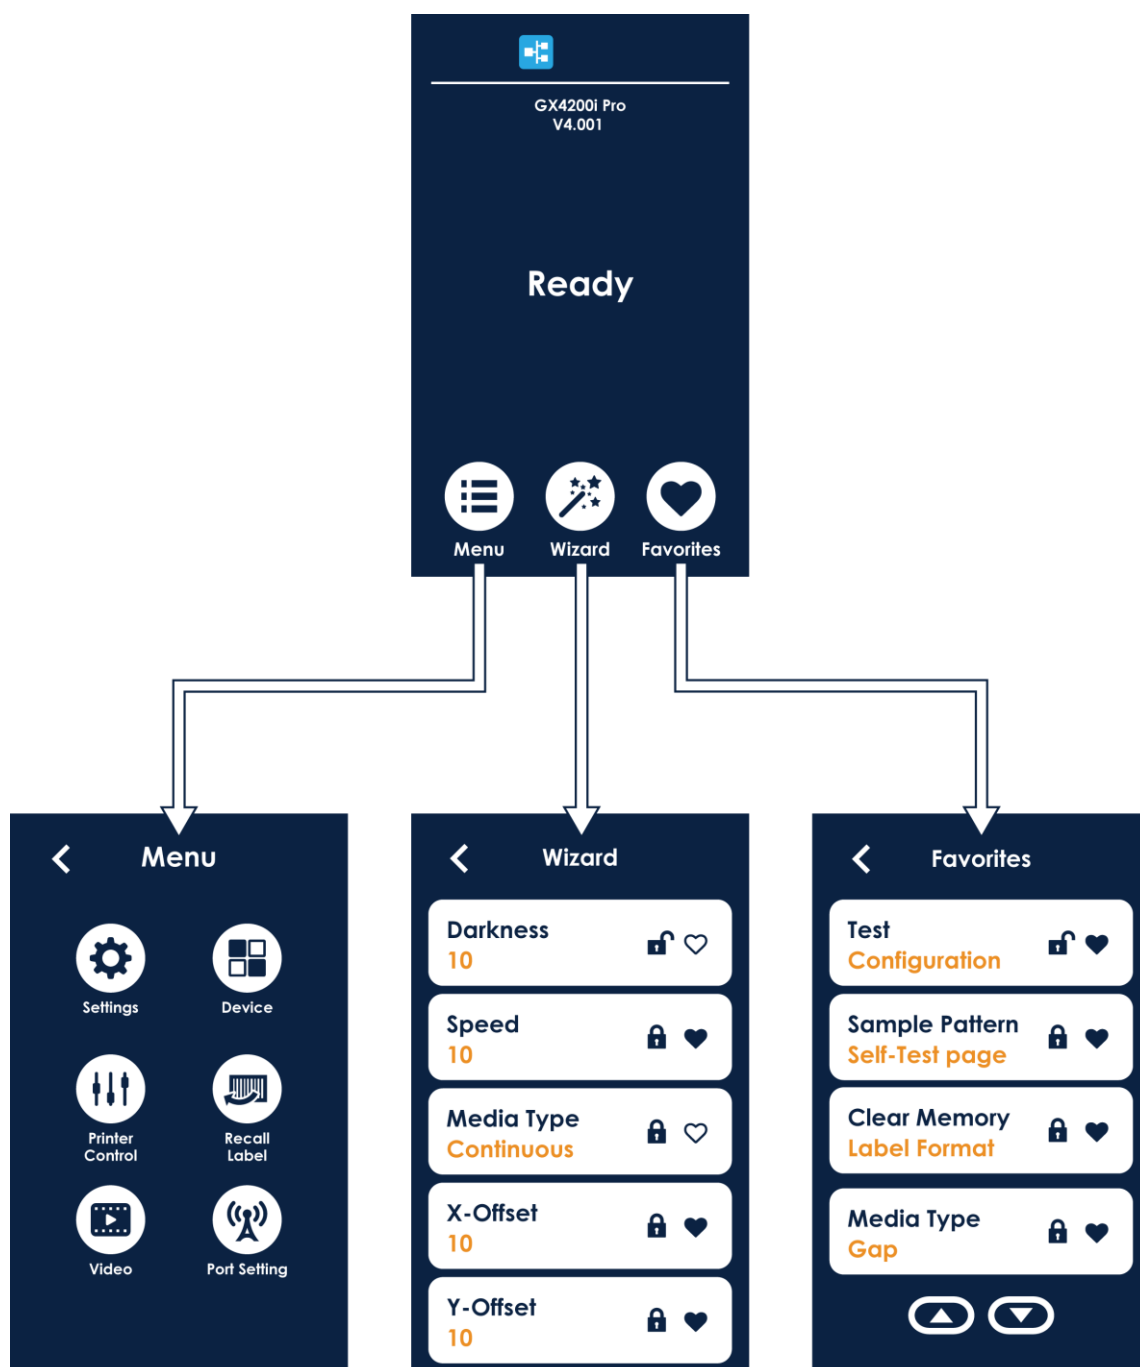 GX4200i Pro
V4.001
Ready
Menu
Wizard
Favorites
Menu
Settings
Device
Printer
Control
Recall
Label
Video
Port Setting
Wizard
Darkness
10
Speed
10
Media Type
Continuous
X-Offset
10
Y-Offset
10
Favorites
Test
Configuration
Sample Pattern
Self-Test page
Clear Memory
Label Format
Media Type
Gap